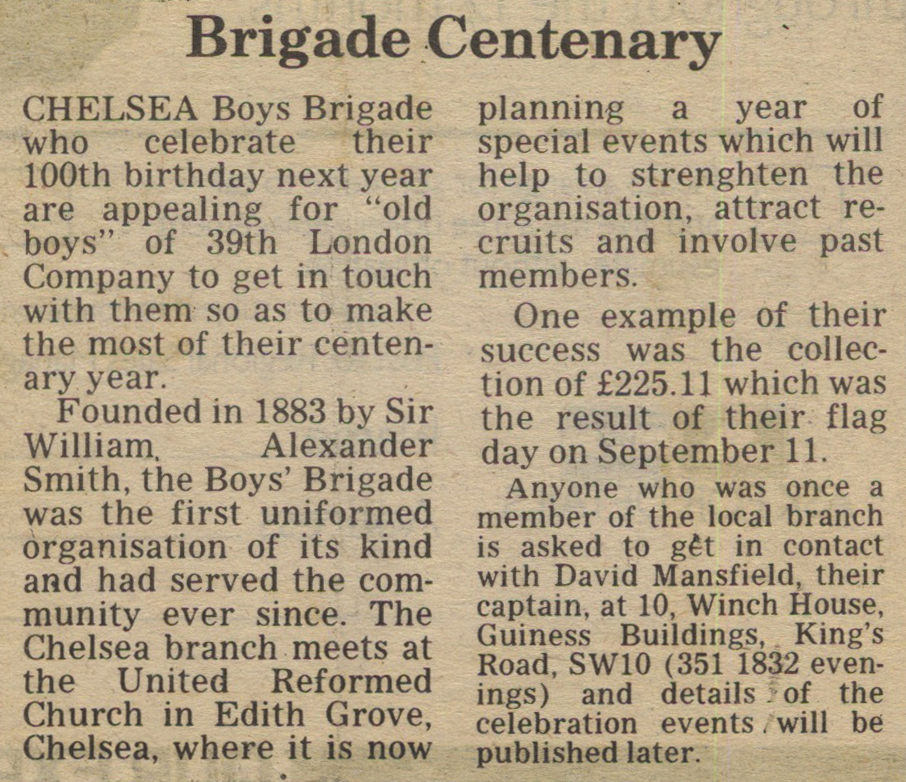 Brigade Centenary
CHELSEA Boys Brigade
who celebrate their
100th birthday next year
are appealing for “old
boys” of 39th London
Company to get in touch
with them so as to make
the most of their centen-
ary year.
Founded in 1883 by Sir
William, Alexander
Smith, the Boys’ Brigade
was the first uniformed
organisation of its kind
and had served the com-
munity ever since. The
Chelsea branch meets at
the United Reformed
Church in Edith Grove,
Chelsea, where it is now
planning a year of
special events which will
help to strenghten the
organisation, attract re-
cruits and involve past
members.
One example of their
success was the collec-
tion of £225.11 which was
the result of their flag
day on September 11.
Anyone who was once a
member of the local branch
is asked to get in contact
with David Mansfield, their
captain, at 10, Winch House,
Guiness Buildings, King’s
Road, SW10 (351 1832 even-
ings) and details of the
celebration events will be
published later.